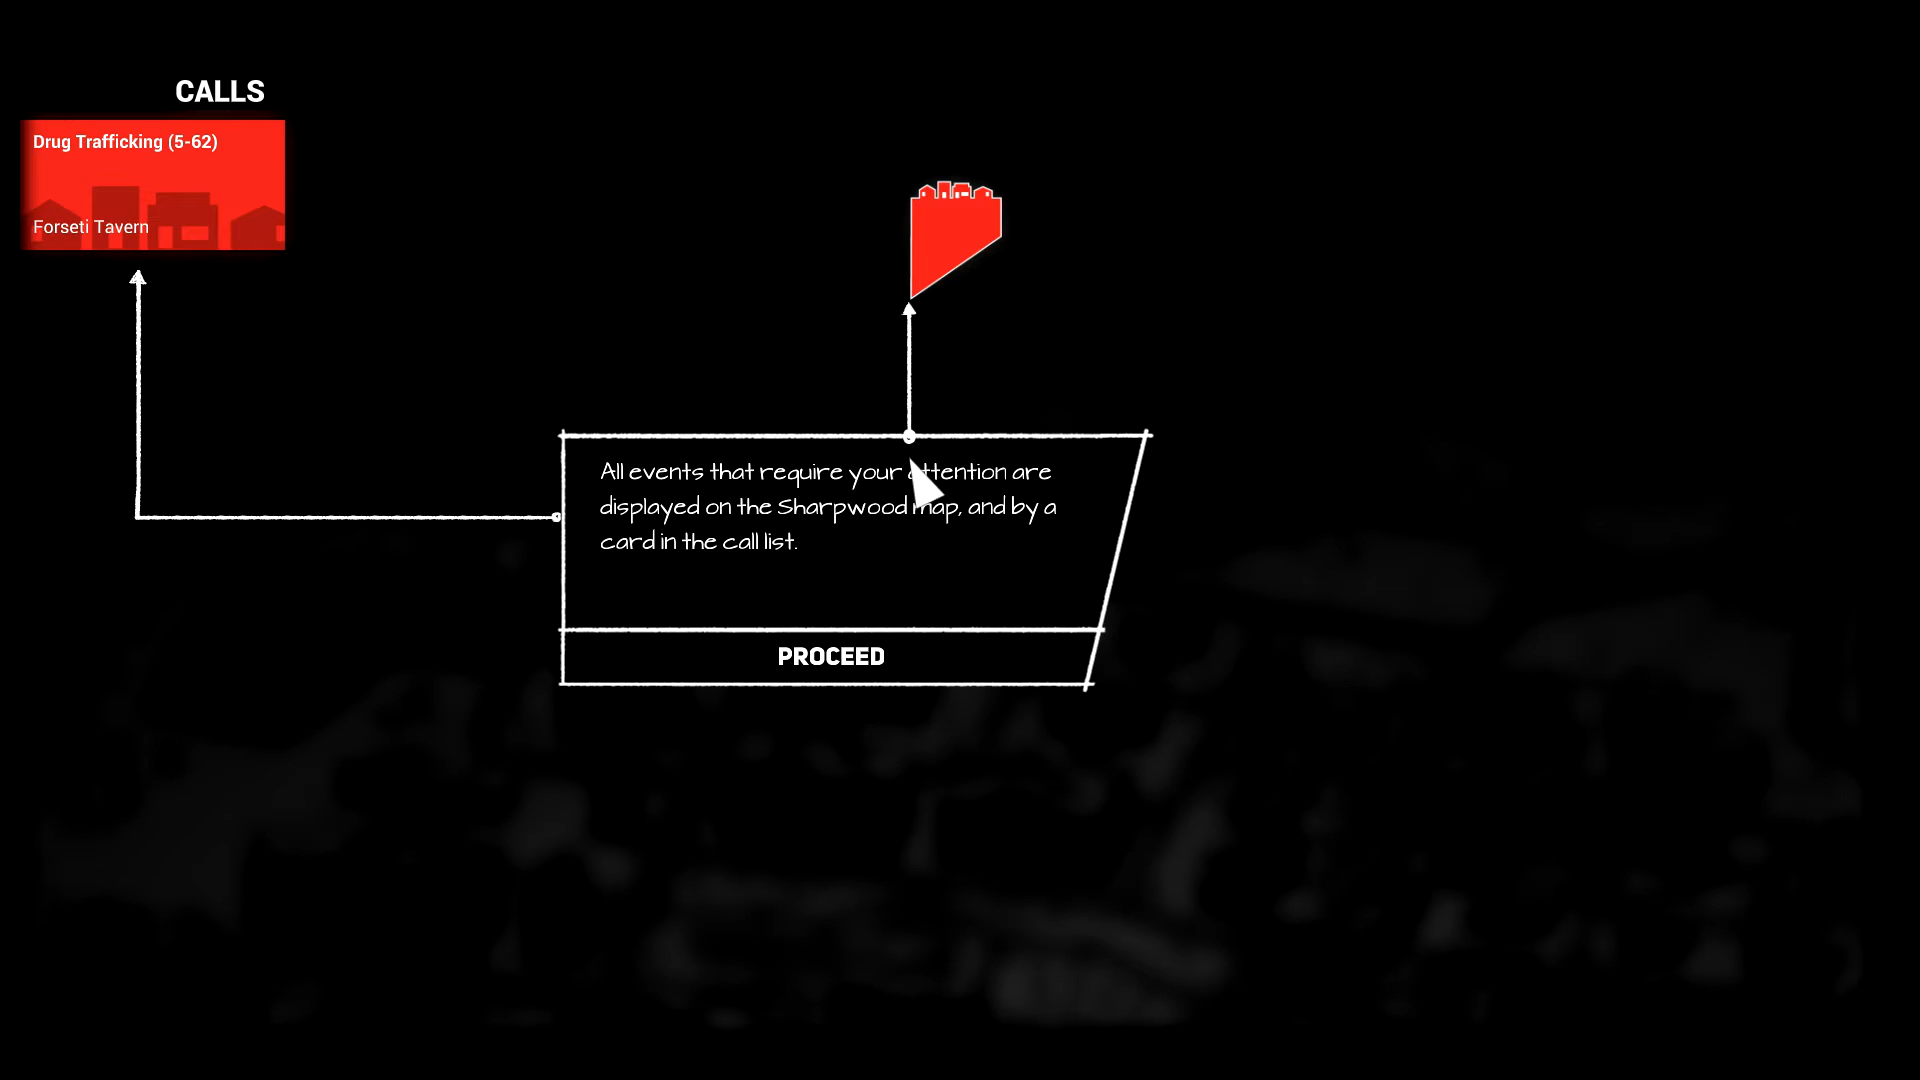 CALLS
Drug Trafficking (5-62)
Forseti Tavern
All events that require your attention are
displayed on the Sharpwood map, and by a
card in the call list.
PROCEED